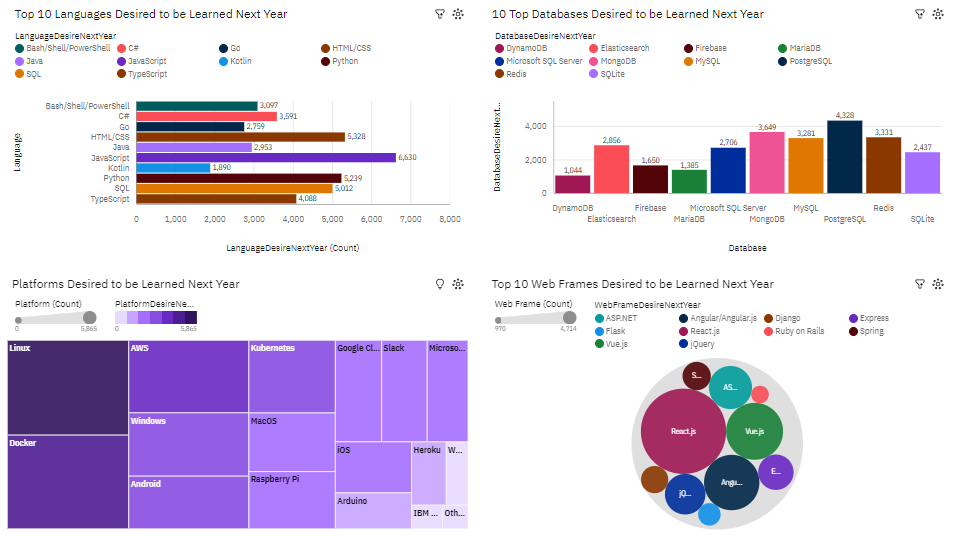 Top 10 Languages Desired to be Learned Next Year
LanguageDesireNextYear
Bash/Shell/PowerShell C# Go HTML/CSS
Java JavaScript Kotlin Python
SQL TypeScript
Language
Bash/Shell/PowerShell 3,097
C# 3,591
Go 2,759
HTML/CSS 5,328
Java 2,953
JavaScript 6,630
Kotlin 1,890
Python 5,239
SQL 5,012
TypeScript 4,088
0 1,000 2,000 3,000 4,000 5,000 6,000 7,000 8,000
LanguageDesireNextYear (Count)
10 Top Databases Desired to be Learned Next Year
DatabaseDesireNextYear
DynamoDB Elasticsearch Firebase MariaDB
Microsoft SQL Server MongoDB MySQL PostgreSQL
Redis SQLite
DatabaseDesireNext...
4,000
2,000
0
1,044 2,856 1,650 1,385 2,706 3,649 3,281 4,328 3,331 2,437
DynamoDB Firebase Microsoft SQL Server MySQL Redis
Elasticsearch MariaDB MongoDB PostgreSQL SQLite
Database
Platforms Desired to be Learned Next Year
Platform (Count) PlatformDesireNe...
0 5,865 0 5,865
Linux AWS Kubernetes Google Cl... Slack Microso...
Windows MacOS
Docker iOS Heroku W...
Android Raspberry Pi
Arduino IBM ... Oth...
Top 10 Web Frames Desired to be Learned Next Year
Web Frame (Count) WebFrameDesireNextYear
970 4,714
ASP.NET Angular/Angular.js Django Express
Flask React.js Ruby on Rails Spring
Vue.js jQuery
S... AS...
React.js Vue.js
E...
jQ... Angu...